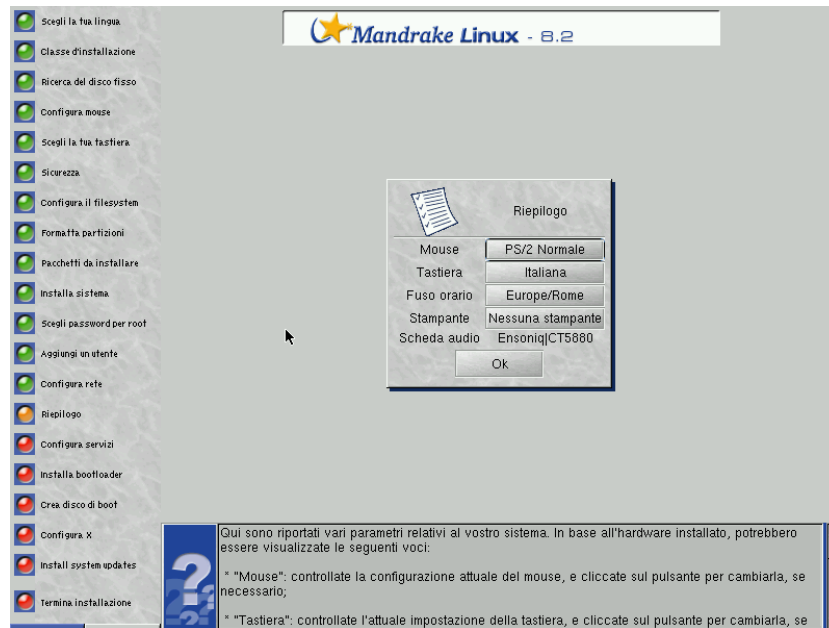 Scegli la tua lingua
Classe d'installazione
Ricerca del disco fisso
Configura mouse
Scegli la tua tastiera
Sicurezza
Configura il filesystem
Formatta partizioni
Pacchetti da installare
Installa sistema
Scegli password per root
Aggiungi un utente
Configura rete
Riepilogo
Configura servizi
Installa bootloader
Crea disco di boot
Configura X
Install system updates
Termina installazione
Mandrake Linux - 8.2
Riepilogo
Mouse PS/2 Normale
Tastiera Italiana
Fuso orario Europe/Rome
Stampante Nessuna stampante
Scheda audio Ensoniq|CT5880
Ok
Qui sono riportati vari parametri relativi al vostro sistema. In base all'hardware installato, potrebbero
essere visualizzate le seguenti voci:
* "Mouse": controllate la configurazione attuale del mouse, e cliccate sul pulsante per cambiarla, se
necessario;
* "Tastiera": controllate l'attuale impostazione della tastiera, e cliccate sul pulsante per cambiarla, se